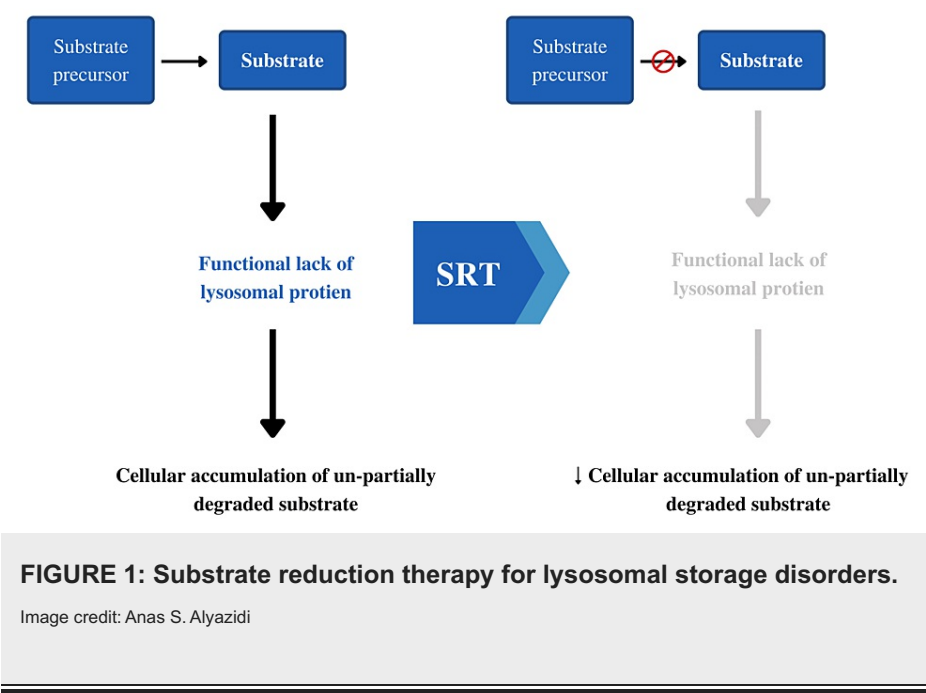 Substrate
precursor
Substrate
Functional lack of
lysosomal protien
Cellular accumulation of un-partially
degraded substrate
SRT
Substrate
precursor
Substrate
Functional lack of
lysosomal protien
↓ Cellular accumulation of un-partially
degraded substrate
FIGURE 1: Substrate reduction therapy for lysosomal storage disorders.
Image credit: Anas S. Alyazidi